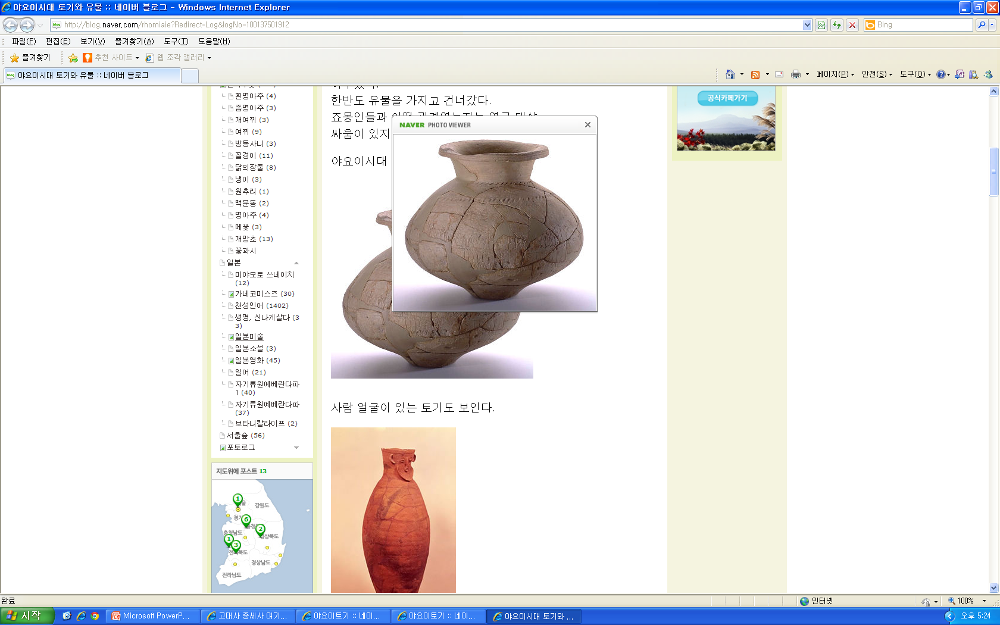 야요이시대 토기와 유물 :: 네이버 블로그 - Windows Internet Explorer
http://blog.naver.com/rhomiaie?Redirect=Log&logNo=100137501912
Bing
파일(F) 편집(E) 보기(V) 즐겨찾기(A) 도구(T) 도움말(H)
즐겨찾기 추천 사이트 웹 조각 갤러리
야요이시대 토기와 유물 :: 네이버 블로그
페이지(P) 안전(S) 도구(O)
흰명아주 (4)
좀명아주 (3)
개여뀌 (3)
여뀌 (9)
방동사니 (3)
질경이 (11)
닭의장풀 (8)
냉이 (3)
원추리 (1)
맥문동 (2)
명아주 (4)
메꽃 (3)
개망초 (13)
꽃과시
일본
미야모토 쓰네이치
(12)
가네코미스즈 (30)
천성인어 (1402)
생명, 신나게살다 (3
3)
일본미술
일본소설 (3)
일본영화 (45)
일어 (21)
자기류원예베란다파
1 (40)
자기류원예베란다파
(37)
보타니칼라이프 (2)
서울숲 (56)
포토로그
지도위에 포스트 13
1
강원도
6
2
충청남도
경상북도
1
3
전라북도
경상남도
전라남도
한반도 유물을 가지고 건너갔다.
죠몽인들과
싸움이 있지
야요이시대
NAVER PHOTO VIEWER
사람 얼굴이 있는 토기도 보인다.
공식카페가기
완료
인터넷
100%
시작
Microsoft PowerP...
고대사 중세사 여기...
야요이토기 :: 네이...
야요이토기 :: 네이...
야요이시대 토기와 ...
오후 5:24